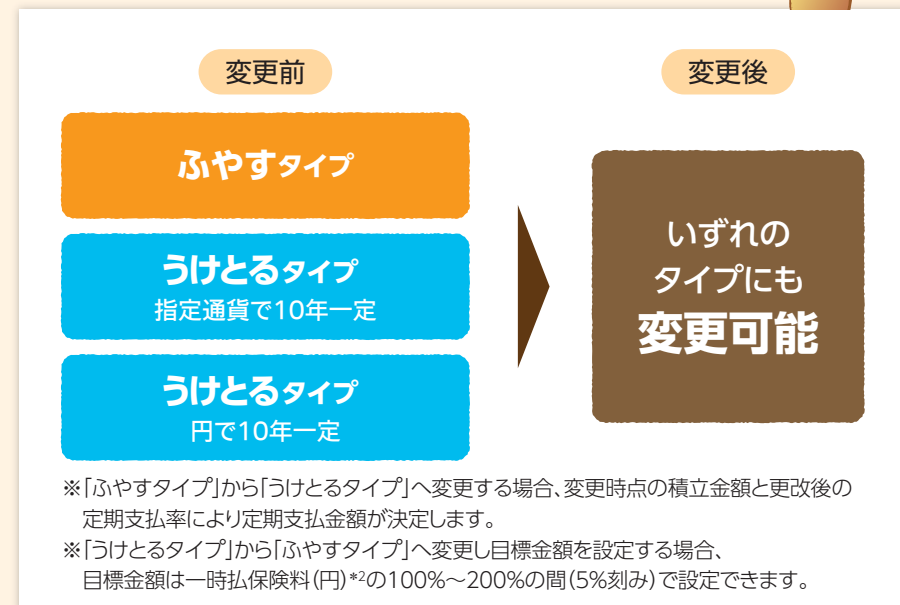 変更前
変更後
ふやすタイプ
うけとるタイプ
指定通貨で10年一定
うけとるタイプ
円で10年一定
いずれの
タイプにも
変更可能
※「ふやすタイプ」から「うけとるタイプ」へ変更する場合、変更時点の積立金額と更改後の
定期支払率により定期支払金額が決定します。
※「うけとるタイプ」から「ふやすタイプ」へ変更し目標金額を設定する場合、
目標金額は一時払保険料(円)*2の100%～200%の間(5%刻み)で設定できます。